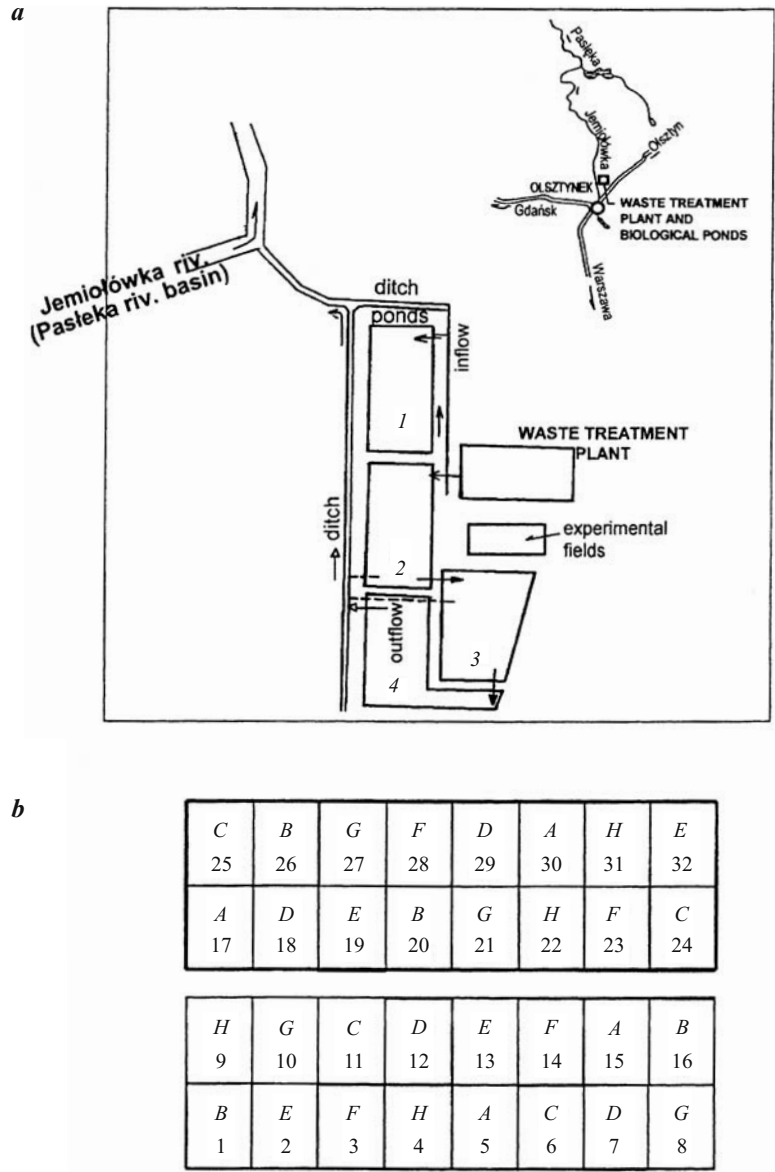 a
Pasłęka
Jemiołówka
Olsztyn
OLSZTYNEK
Gdańsk
WASTE TREATMENT
PLANT AND
BIOLOGICAL PONDS
Warszawa
Jemiołówka riv.
(Pasłeka riv. basin)
ditch
ponds
inflow
1
WASTE TREATMENT
PLANT
ditch
2
experimental
fields
outflow
3
4
b
C B G F D A H E
25 26 27 28 29 30 31 32
A D E B G H F C
17 18 19 20 21 22 23 24
H G C D E F A B
9 10 11 12 13 14 15 16
B E F H A C D G
1 2 3 4 5 6 7 8